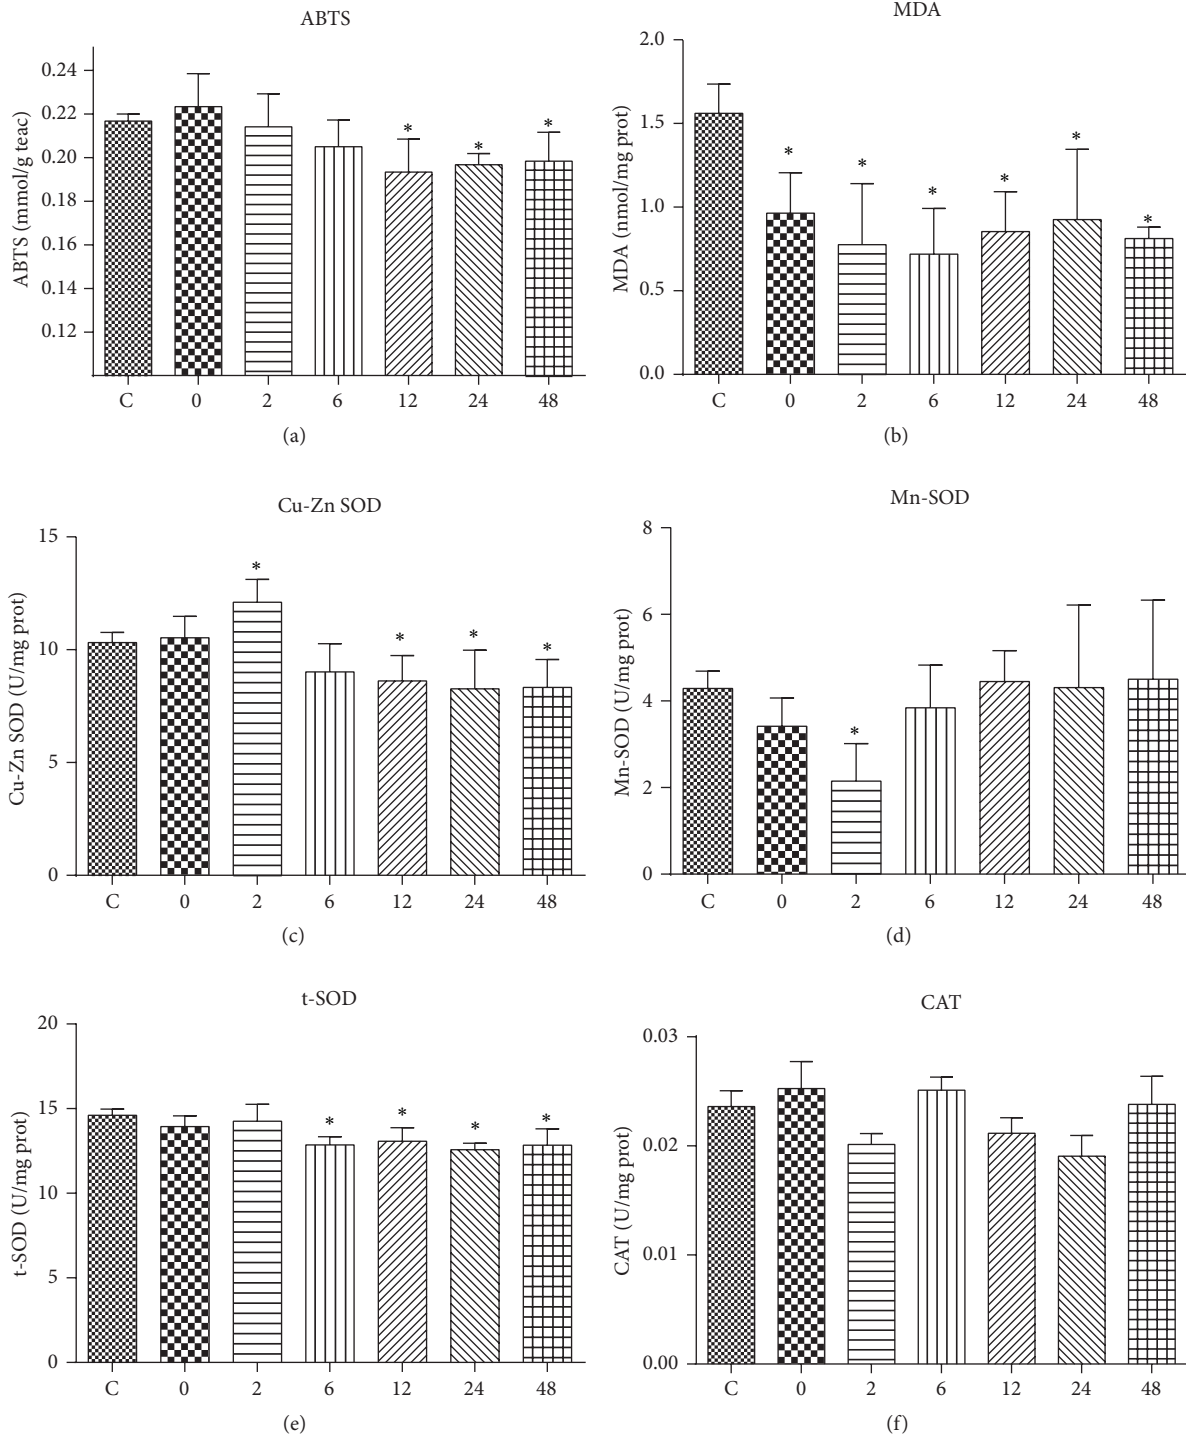 ABTS
ABTS (mmol/g teac)
0.24
0.22
0.20
0.18
0.16
0.14
0.12
* * *
C 0 2 6 12 24 48
(a)
MDA
MDA (nmol/mg prot)
2.0
1.5
1.0
0.5
0.0
* * * * * *
C 0 2 6 12 24 48
(b)
Cu-Zn SOD
Cu-Zn SOD (U/mg prot)
15
10
5
0
* * * *
C 0 2 6 12 24 48
(c)
Mn-SOD
Mn-SOD (U/mg prot)
8
6
4
2
0
*
C 0 2 6 12 24 48
(d)
t-SOD
t-SOD (U/mg prot)
20
15
10
5
0
* * * *
C 0 2 6 12 24 48
(e)
CAT
CAT (U/mg prot)
0.03
0.02
0.01
0.00
C 0 2 6 12 24 48
(f)